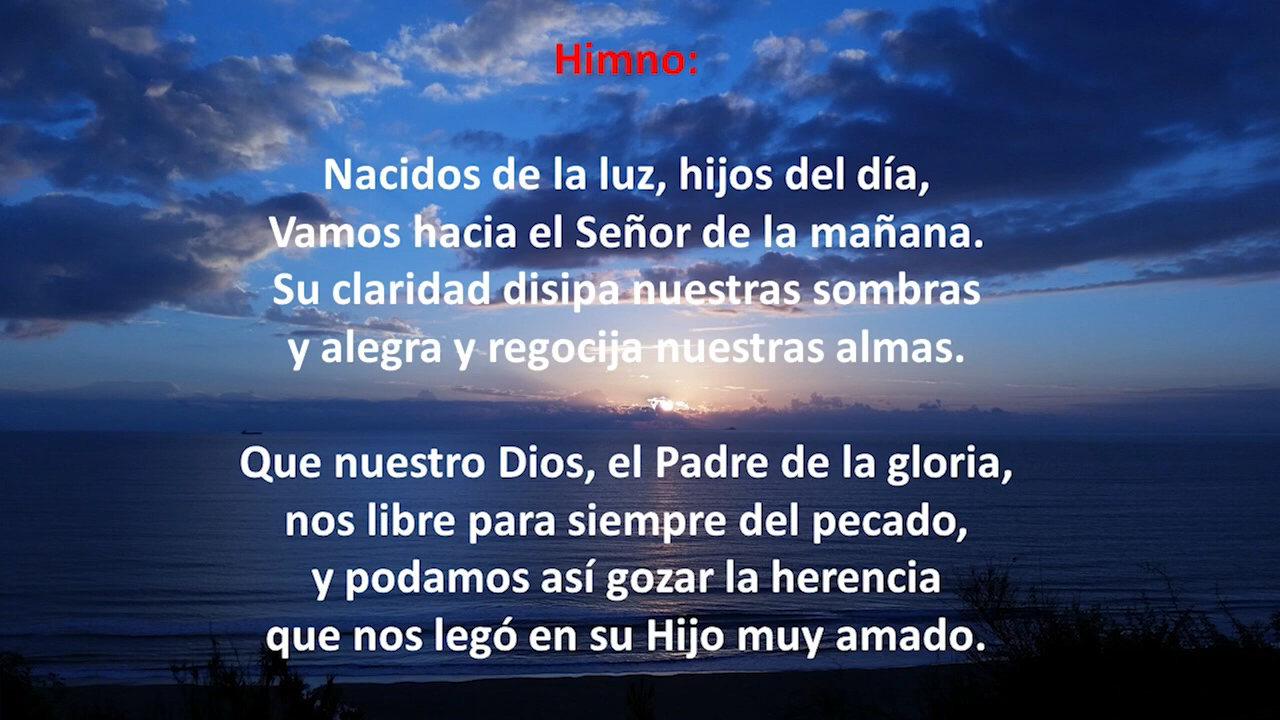 Himno:
Nacidos de la luz, hijos del día,
Vamos hacia el Señor de la mañana.
Su claridad disipa nuestras sombras
y alegra y regocija nuestras almas.
Que nuestro Dios, el Padre de la gloria,
nos libre para siempre del pecado,
y podamos así gozar la herencia
que nos legó en su Hijo muy amado.